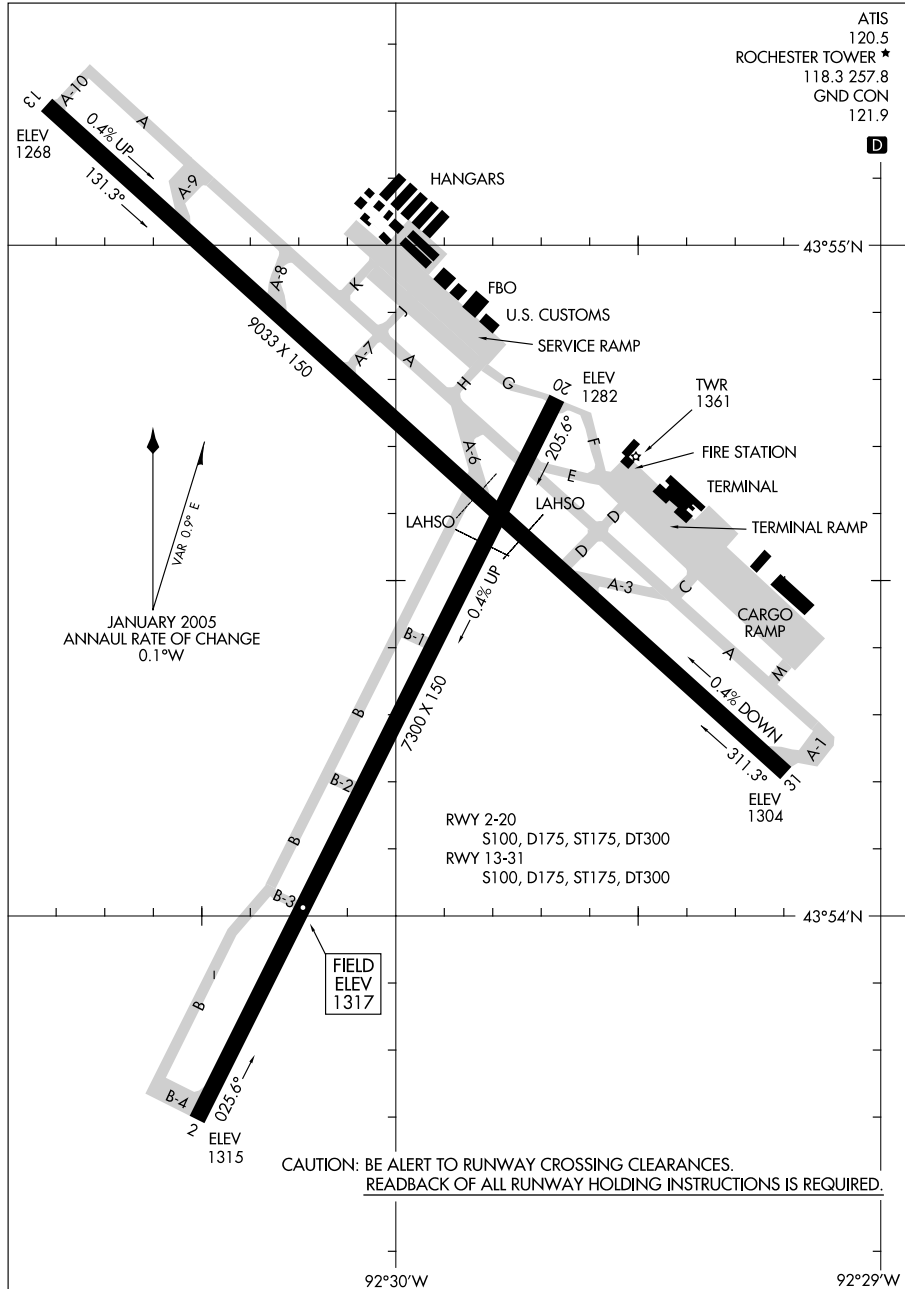 ATIS
120.5
ROCHESTER TOWER ★
118.3 257.8
GND CON
121.9
D
13
ELEV
1268
A-10
A
0.4% UP
131.3°
A-9
HANGARS
43°55'N
A-8
K
FBO
J
U.S. CUSTOMS
9033 X 150
A-7
A
SERVICE RAMP
H
G
20
ELEV
1282
TWR
1361
205.6°
F
FIRE STATION
A-6
E
TERMINAL
LAHSO
LAHSO
D
D
TERMINAL RAMP
VAR 0.9° E
JANUARY 2005
ANNAUL RATE OF CHANGE
0.1°W
0.4% UP
A-3
C
CARGO
RAMP
B-1
A
M
B
7300 X 150
0.4% DOWN
311.3°
A-1
31
ELEV
1304
B-2
RWY 2-20
S100, D175, ST175, DT300
RWY 13-31
S100, D175, ST175, DT300
B
B-3
43°54'N
FIELD
ELEV
1317
B
B-4
025.6°
2
ELEV
1315
CAUTION: BE ALERT TO RUNWAY CROSSING CLEARANCES.
READBACK OF ALL RUNWAY HOLDING INSTRUCTIONS IS REQUIRED.
92°30'W
92°29'W